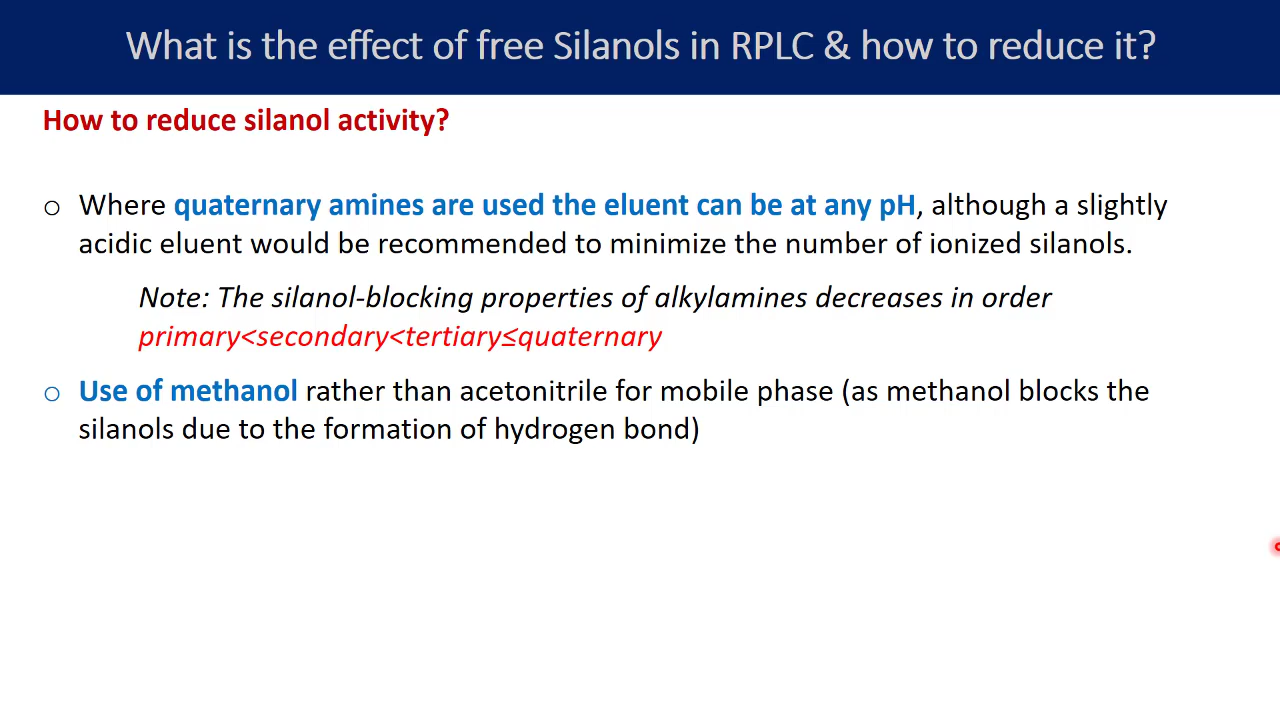 What is the effect of free Silanols in RPLC & how to reduce it?
How to reduce silanol activity?
o Where quaternary amines are used the eluent can be at any pH, although a slightly
acidic eluent would be recommended to minimize the number of ionized silanols.
Note: The silanol-blocking properties of alkylamines decreases in order
primary<secondary<tertiary≤quaternary
o Use of methanol rather than acetonitrile for mobile phase (as methanol blocks the
silanols due to the formation of hydrogen bond)